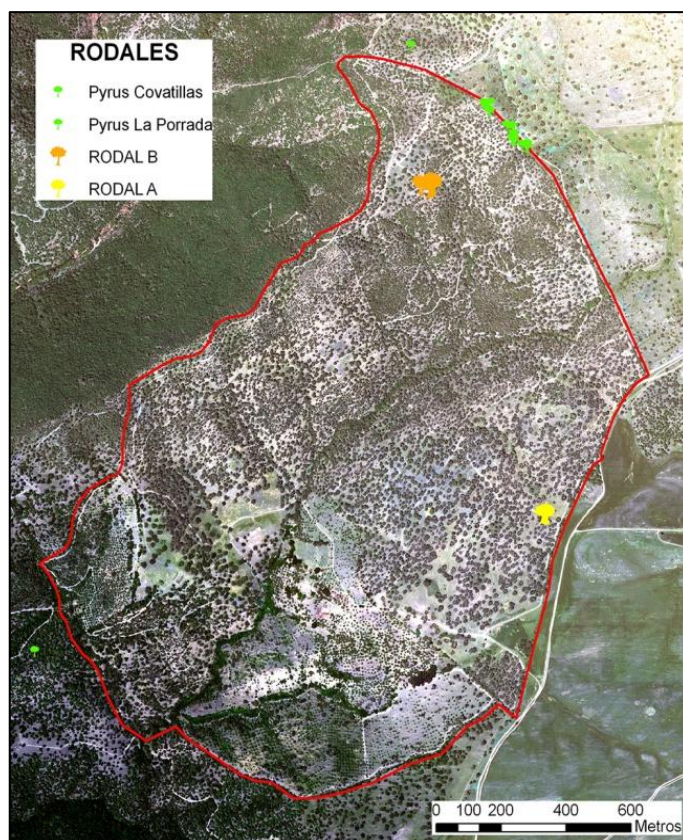 RODALES
Pyrus Covatillas
Pyrus La Porrada
RODAL B
RODAL A
0 100 200 400 600
Metros